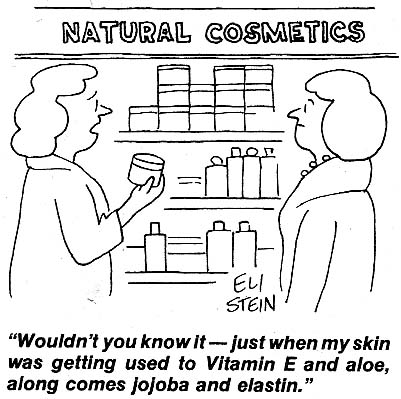 NATURAL COSMETICS
ELI
STEIN
"Wouldn't you know it — just when my skin
was getting used to Vitamin E and aloe,
along comes jojoba and elastin."